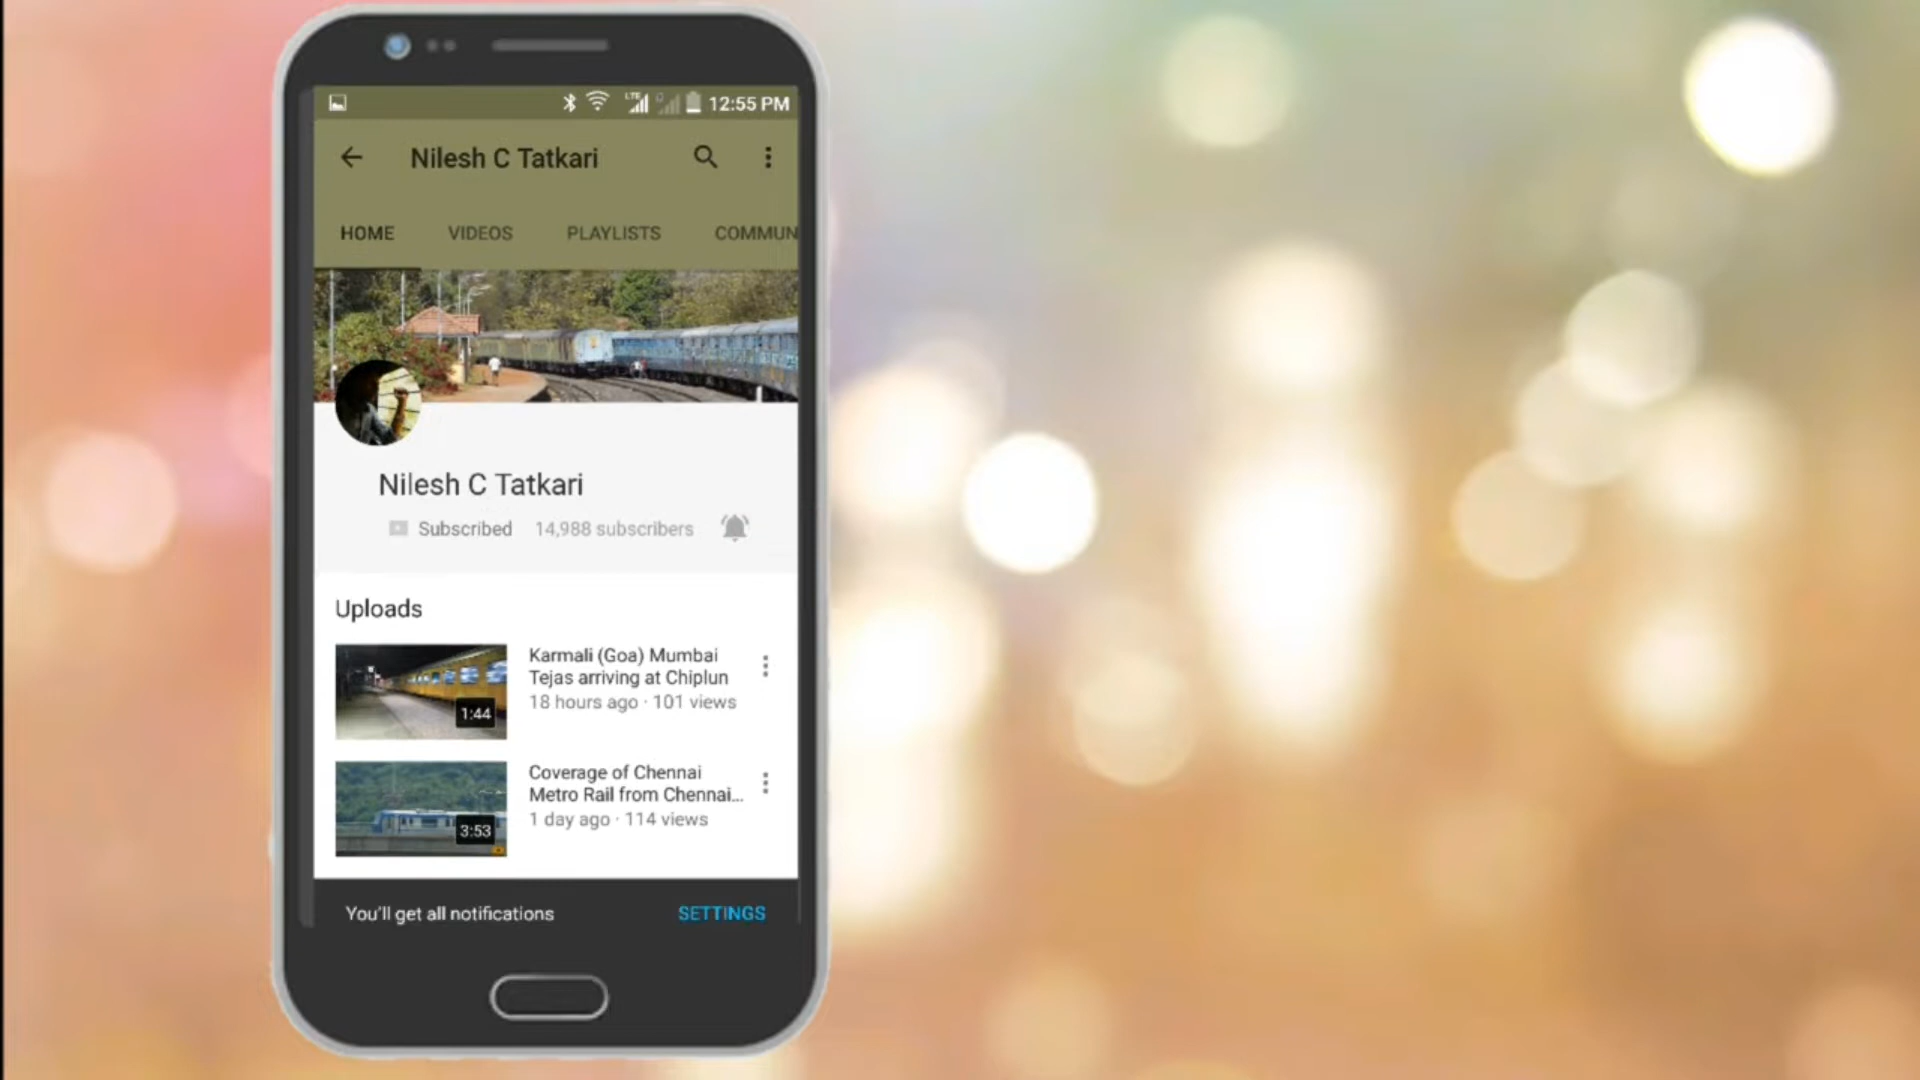 LTE 12:55 PM
Nilesh C Tatkari
HOME VIDEOS PLAYLISTS COMMUN
Nilesh C Tatkari
Subscribed 14,988 subscribers
Uploads
Karmali (Goa) Mumbai
Tejas arriving at Chiplun
18 hours ago · 101 views
1:44
Coverage of Chennai
Metro Rail from Chennai...
1 day ago · 114 views
3:53
You'll get all notifications SETTINGS